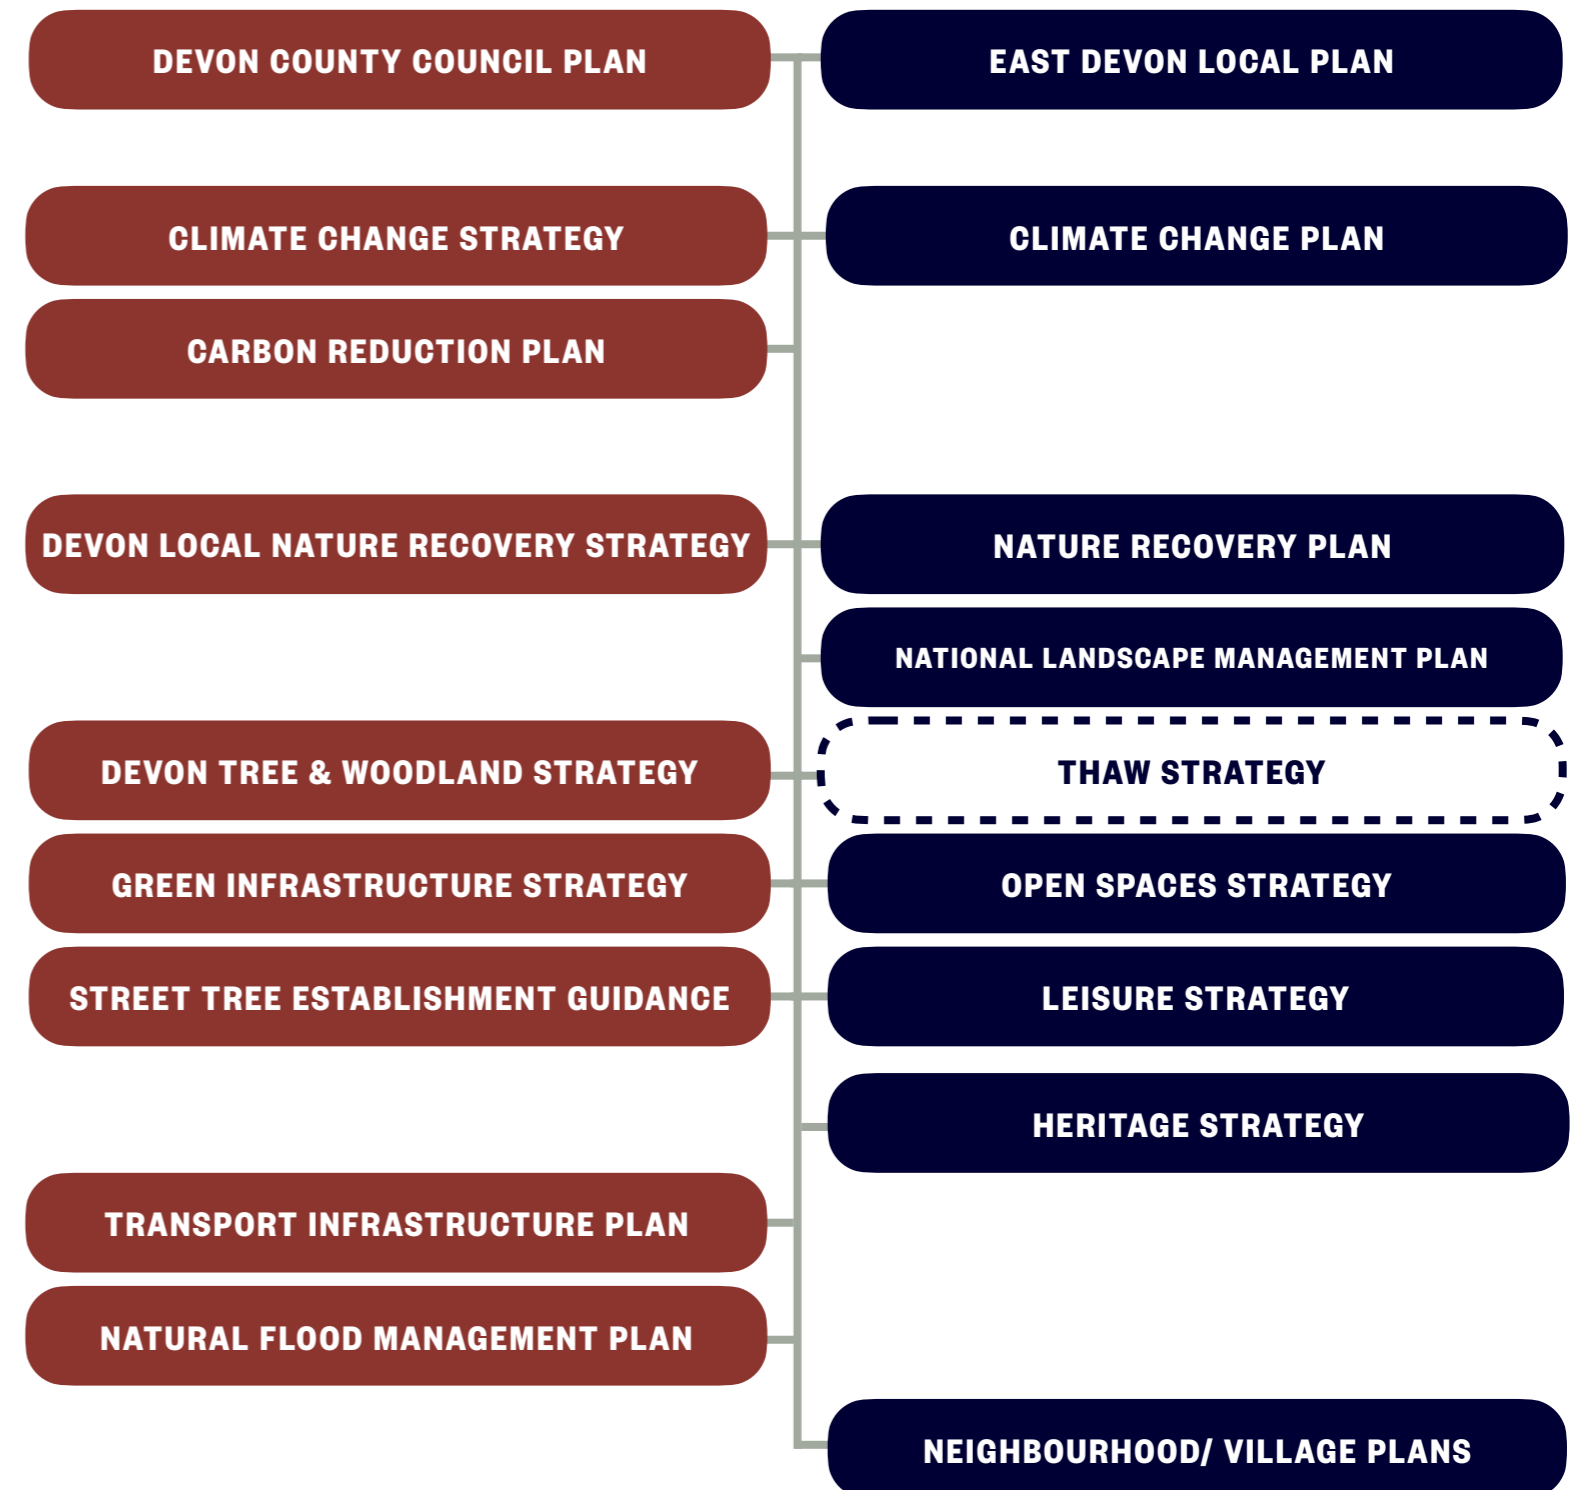 DEVON COUNTY COUNCIL PLAN
EAST DEVON LOCAL PLAN
CLIMATE CHANGE STRATEGY
CLIMATE CHANGE PLAN
CARBON REDUCTION PLAN
DEVON LOCAL NATURE RECOVERY STRATEGY
NATURE RECOVERY PLAN
NATIONAL LANDSCAPE MANAGEMENT PLAN
DEVON TREE & WOODLAND STRATEGY
THAW STRATEGY
GREEN INFRASTRUCTURE STRATEGY
OPEN SPACES STRATEGY
STREET TREE ESTABLISHMENT GUIDANCE
LEISURE STRATEGY
HERITAGE STRATEGY
TRANSPORT INFRASTRUCTURE PLAN
NATURAL FLOOD MANAGEMENT PLAN
NEIGHBOURHOOD/ VILLAGE PLANS